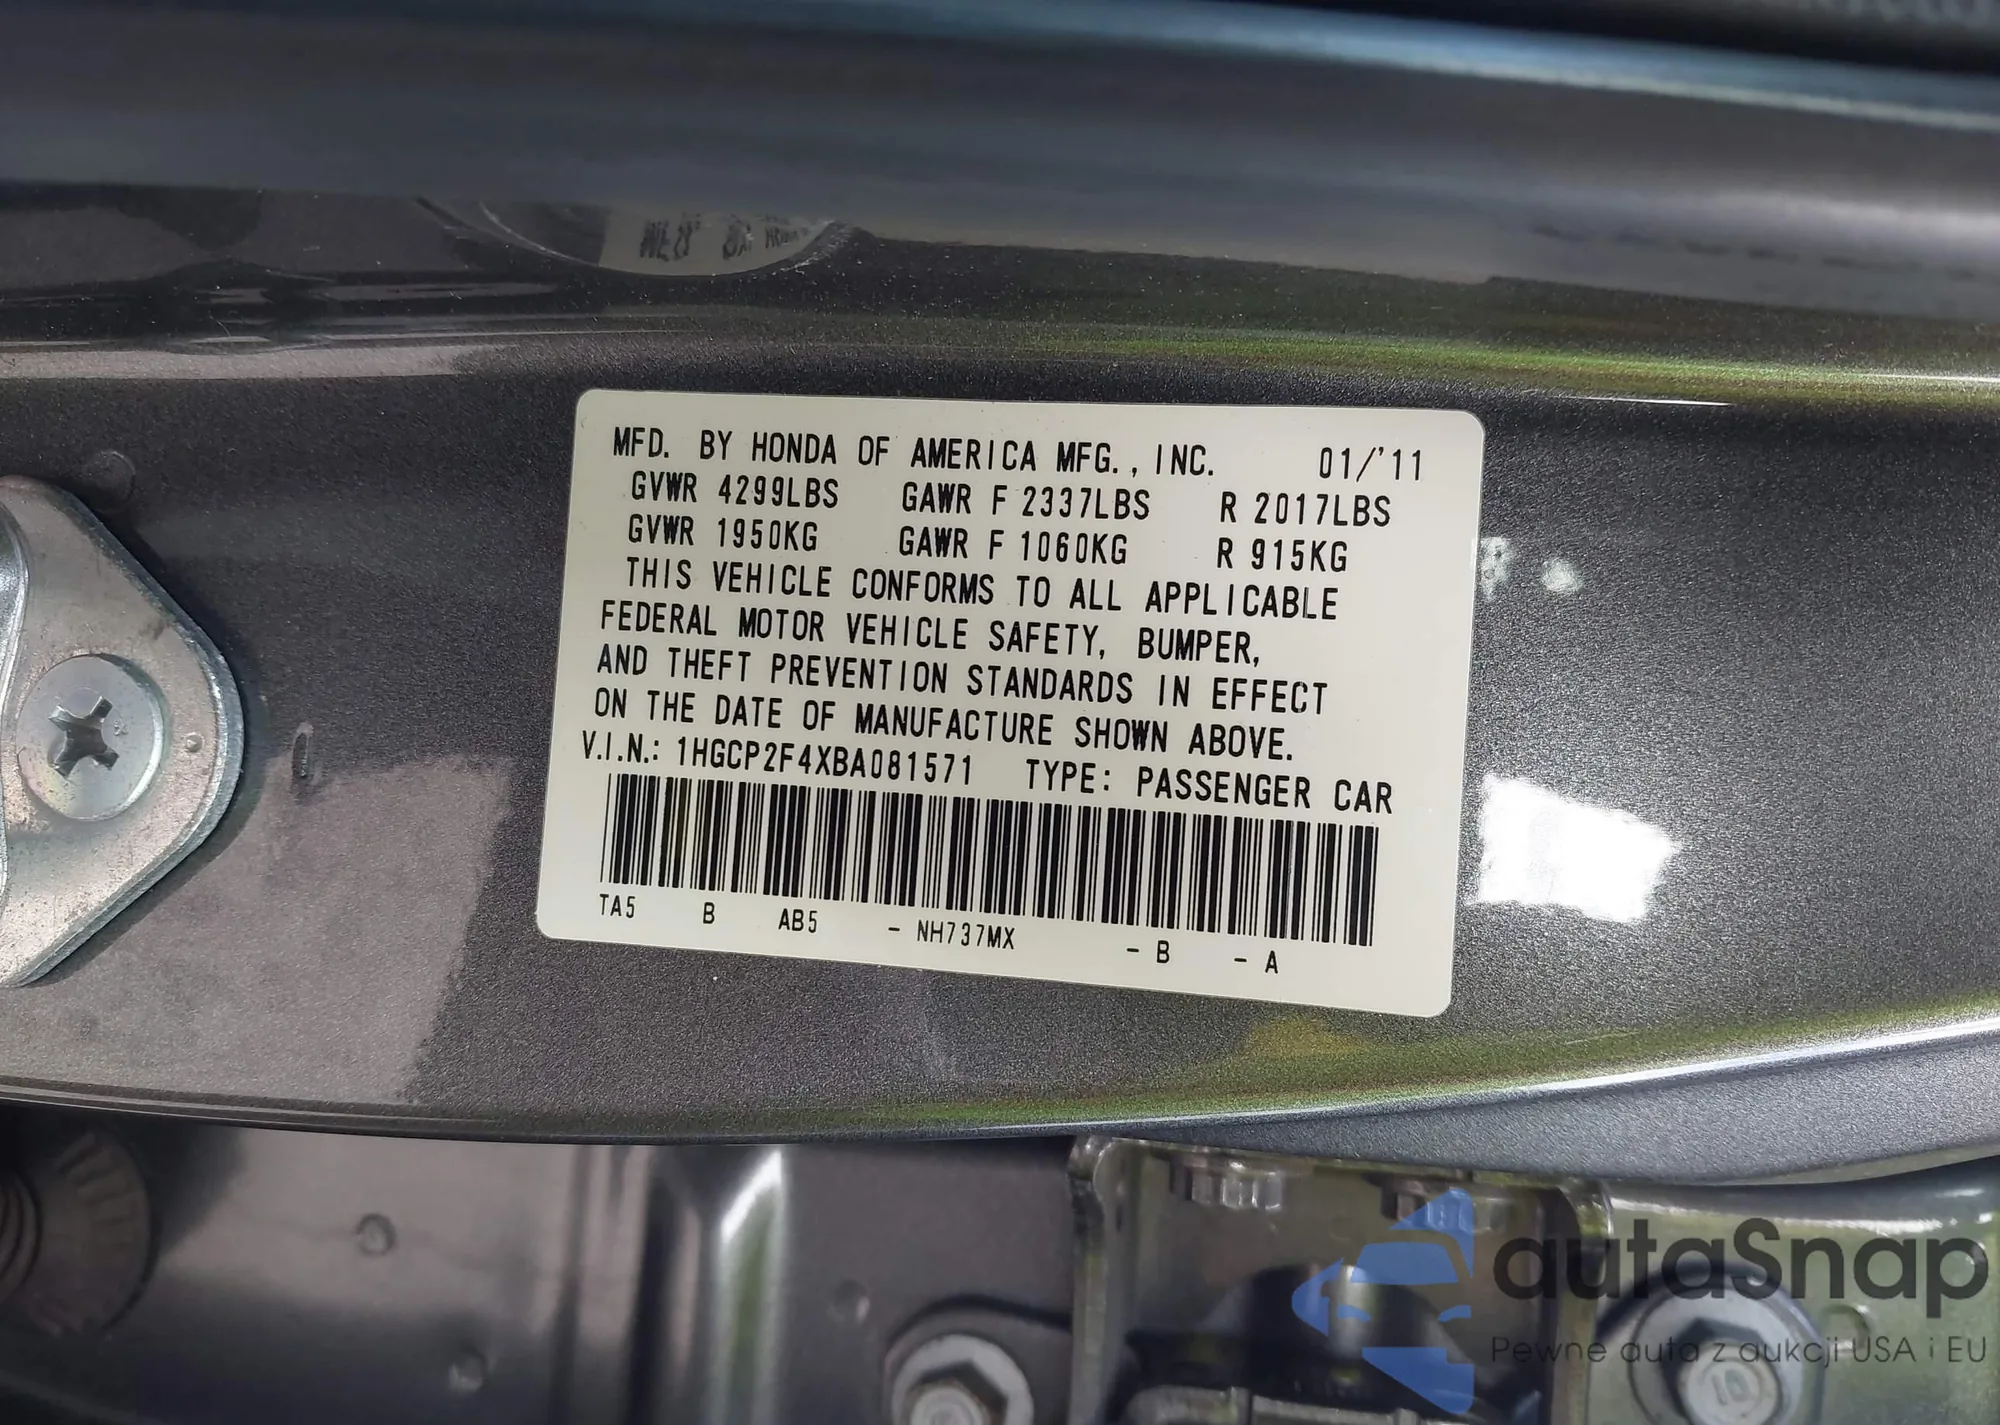 MFD. BY HONDA OF AMERICA MFG., INC. 01/'11
GVWR 4299LBS GAWR F 2337LBS R 2017LBS
GVWR 1950KG GAWR F 1060KG R 915KG
THIS VEHICLE CONFORMS TO ALL APPLICABLE
FEDERAL MOTOR VEHICLE SAFETY, BUMPER,
AND THEFT PREVENTION STANDARDS IN EFFECT
ON THE DATE OF MANUFACTURE SHOWN ABOVE.
V.I.N.: 1HGCP2F4XBA081571 TYPE: PASSENGER CAR
TA5 B AB5 - NH737MX - B - A
autaSnap
Pewne auta z aukcji USA i EU
10